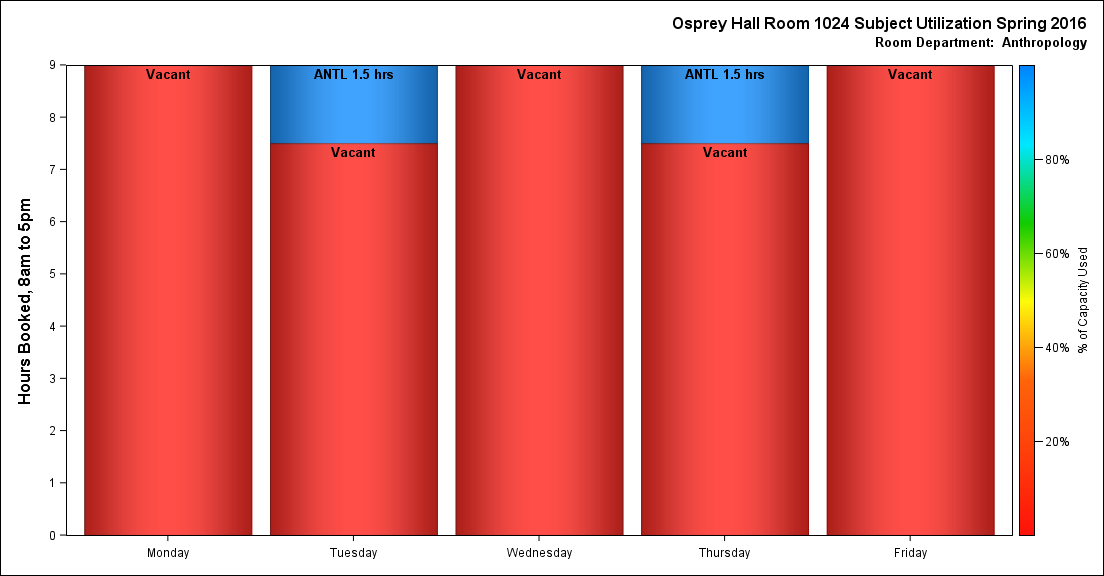 Osprey Hall Room 1024 Subject Utilization Spring 2016
Room Department: Anthropology
Hours Booked, 8am to 5pm
9
8
7
6
5
4
3
2
1
0
Vacant
ANTL 1.5 hrs
Vacant
ANTL 1.5 hrs
Vacant
Vacant
Vacant
Monday
Tuesday
Wednesday
Thursday
Friday
80%
60%
40%
20%
% of Capacity Used